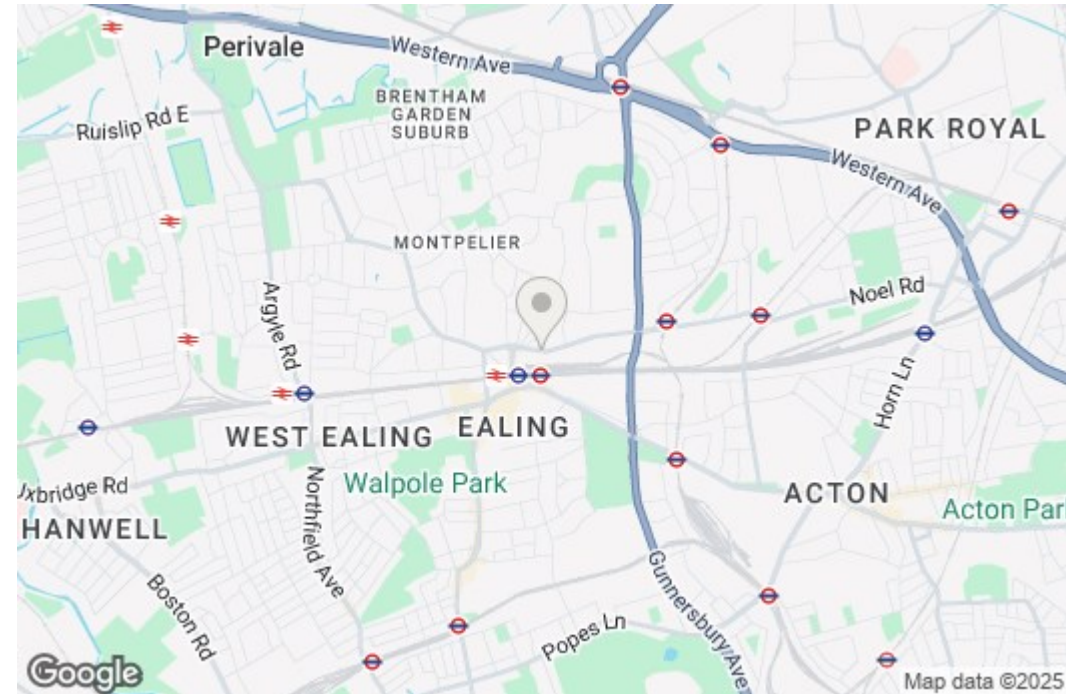 Perivale
Western Ave
BRENTHAM
GARDEN
SUBURB
Ruislip Rd E
PARK ROYAL
Western Ave
MONTPELIER
Argyle Rd
Noel Rd
Horn Ln
WEST EALING
EALING
Uxbridge Rd
Walpole Park
ACTON
Northfield Ave
Acton Par
HANWELL
Gunnersbury Ave
Boston Rd
Popes Ln
Google
Map data ©2025